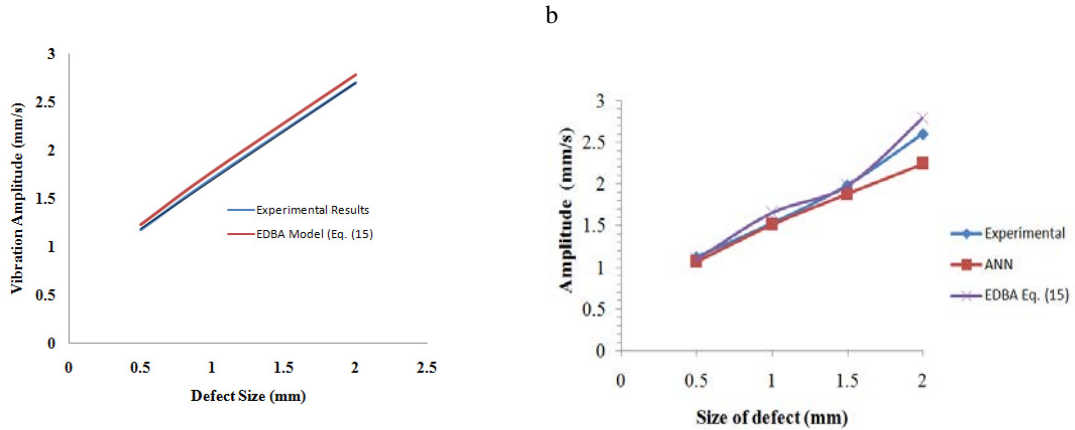 b
3
2.5
2
1.5
1
0.5
0
Vibration Amplitude (mm/s)
Experimental Results
EDBA Model (Eq. (15)
0 0.5 1 1.5 2 2.5
Defect Size (mm)
3
2.5
2
1.5
1
0.5
0
Amplitude (mm/s)
Experimental
ANN
EDBA Eq. (15)
0 0.5 1 1.5 2
Size of defect (mm)